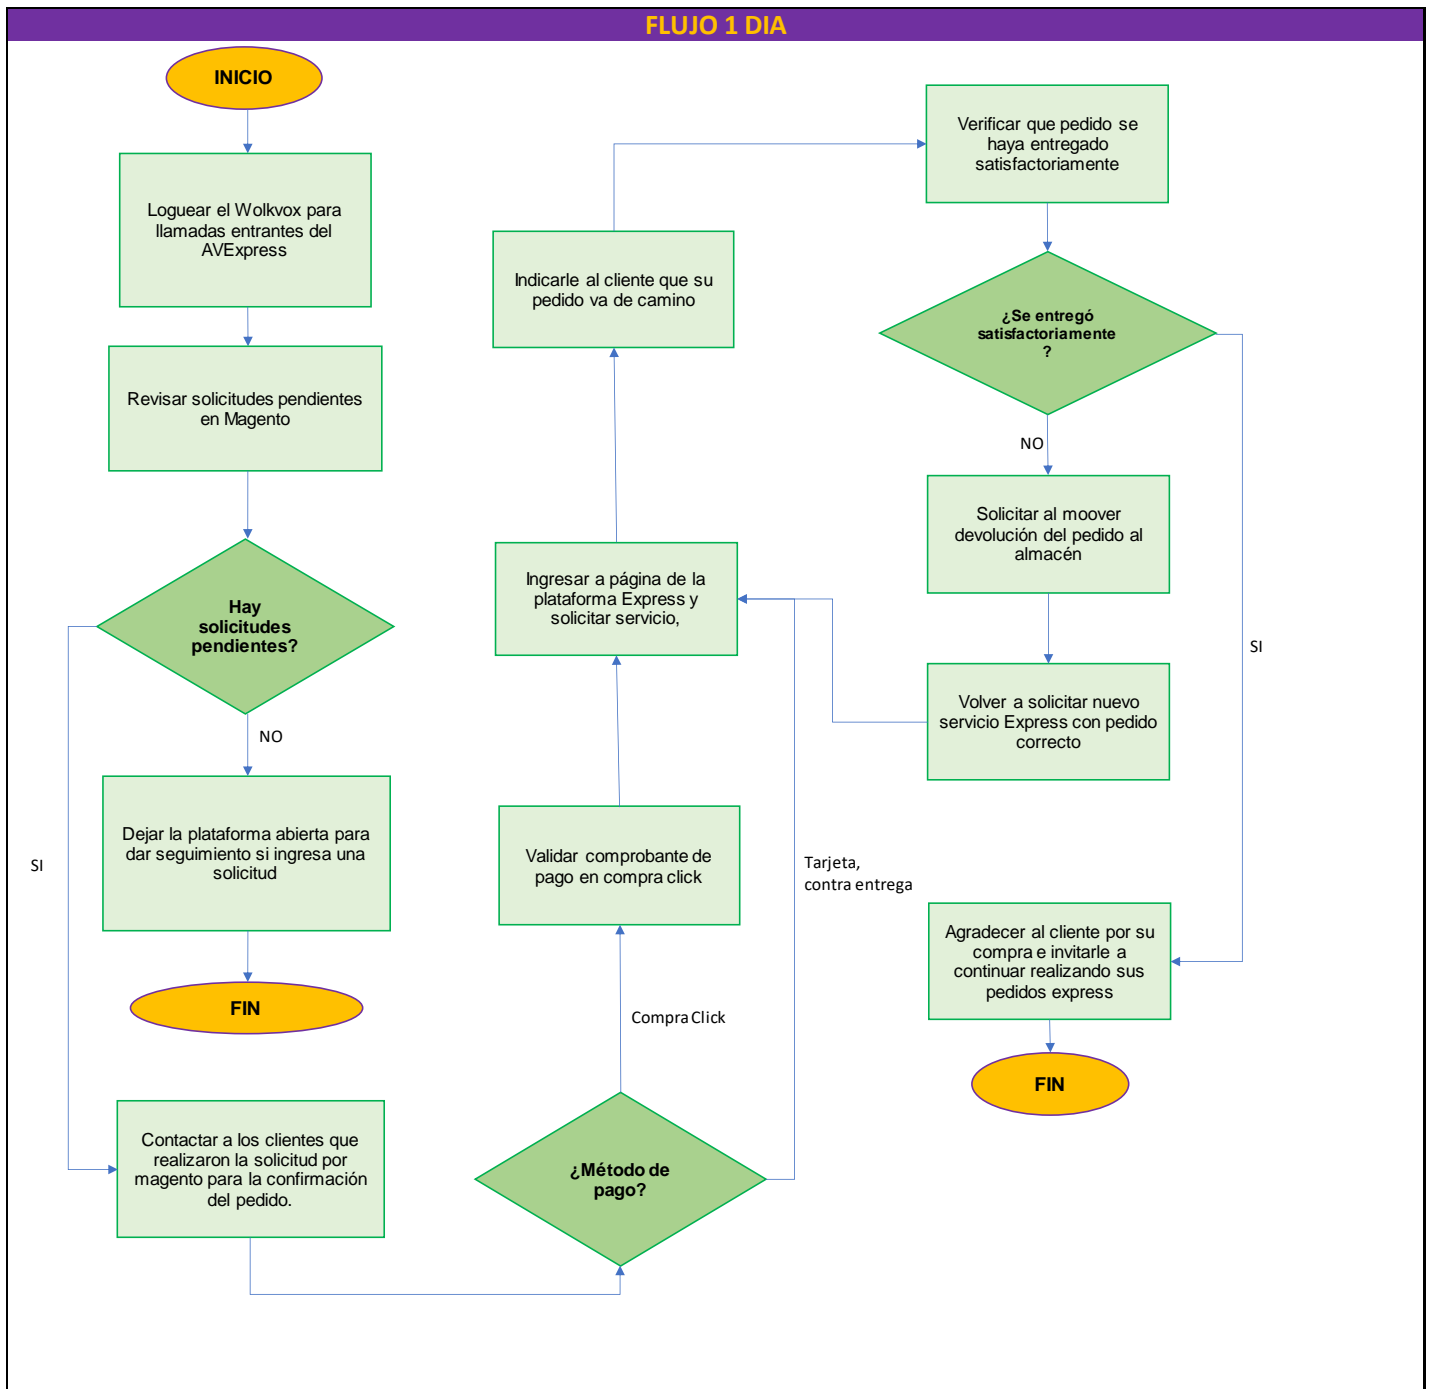 FLUJO 1 DIA
INICIO
Loguear el Wolkvox para
llamadas entrantes del
AVExpress
Revisar solicitudes pendientes
en Magento
Hay
solicitudes
pendientes?
NO
SI
Dejar la plataforma abierta para
dar seguimiento si ingresa una
solicitud
FIN
Contactar a los clientes que
realizaron la solicitud por
magento para la confirmación
del pedido.
¿Método de
pago?
Compra Click
Tarjeta,
contra entrega
Validar comprobante de
pago en compra click
Ingresar a página de la
plataforma Express y
solicitar servicio,
Indicarle al cliente que su
pedido va de camino
Verificar que pedido se
haya entregado
satisfactoriamente
¿Se entregó
satisfactoriamente
?
NO
SI
Solicitar al moover
devolución del pedido al
almacén
Volver a solicitar nuevo
servicio Express con pedido
correcto
Agradecer al cliente por su
compra e invitarle a
continuar realizando sus
pedidos express
FIN